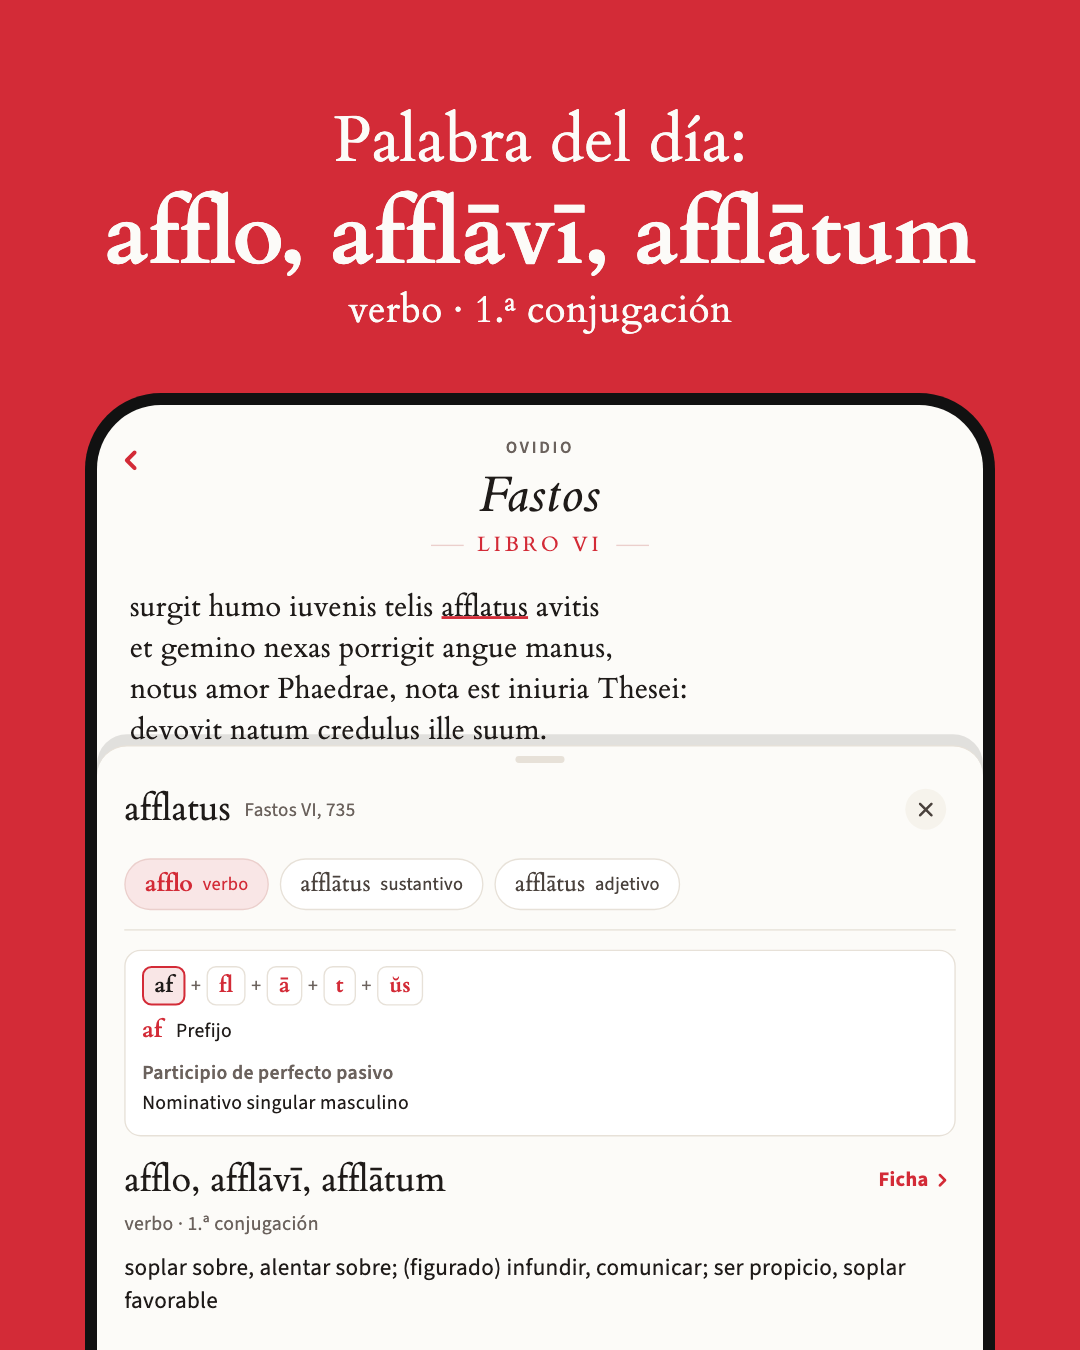 Palabra del día:
afflo, afflāvī, afflātum
verbo · 1.ª conjugación
OVIDIO
Fastos
LIBRO VI
surgit humo iuvenis telis afflatus avitis
et gemino nexas porrigit angue manus,
notus amor Phaedrae, nota est iniuria Thesei:
devovit natum credulus ille suum.
afflatus Fastos VI, 735
afflo verbo afflātus sustantivo afflātus adjetivo
af + fl + ā + t + ŭs
af Prefijo
Participio de perfecto pasivo
Nominativo singular masculino
afflo, afflāvī, afflātum Ficha
verbo · 1.ª conjugación
soplar sobre, alentar sobre; (figurado) infundir, comunicar; ser propicio, soplar
favorable